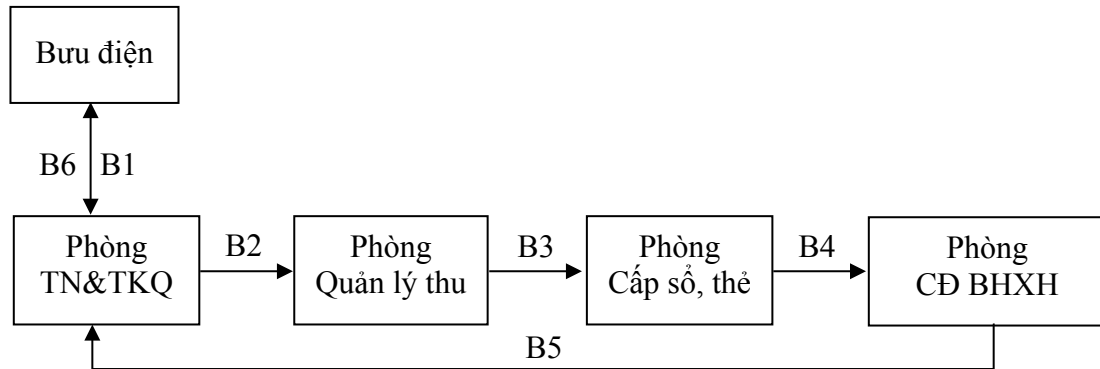 Bưu điện
B6 B1
Phòng
TN&TKQ
B2
Phòng
Quản lý thu
B3
Phòng
Cấp sổ, thẻ
B4
Phòng
CĐ BHXH
B5